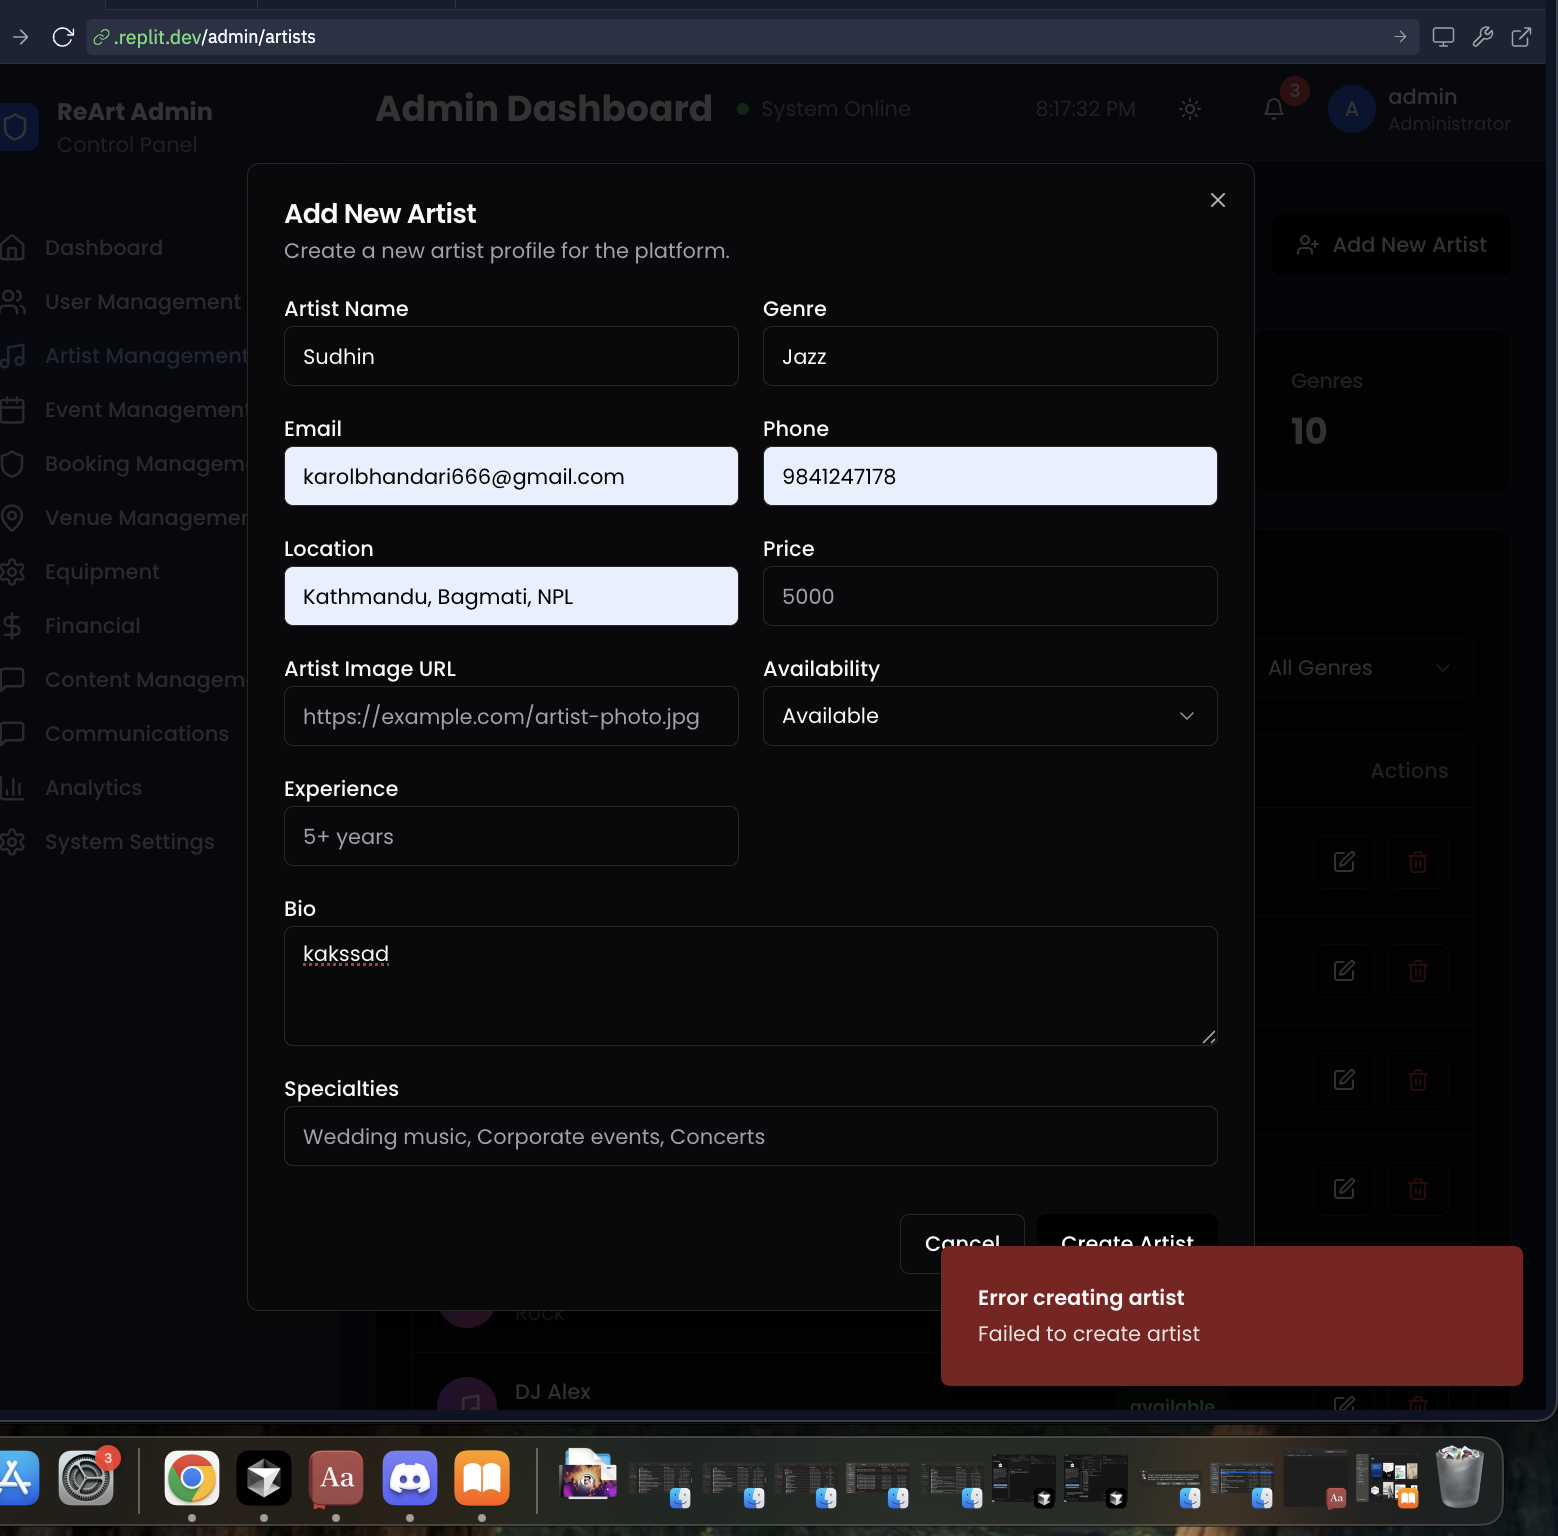 .replit.dev/admin/artists
ReArt Admin
Control Panel
Admin Dashboard
System Online
8:17:32 PM
3
A
admin
Administrator
Dashboard
User Management
Artist Management
Event Management
Booking Managem
Venue Managemen
Equipment
Financial
Content Managem
Communications
Analytics
System Settings
Add New Artist
Genres
10
All Genres
Actions
Add New Artist
Create a new artist profile for the platform.
Artist Name
Genre
Sudhin
Jazz
Email
Phone
karolbhandari666@gmail.com
9841247178
Location
Price
Kathmandu, Bagmati, NPL
5000
Artist Image URL
Availability
https://example.com/artist-photo.jpg
Available
Experience
5+ years
Bio
kakssad
Specialties
Wedding music, Corporate events, Concerts
Cancel
Create Artist
Error creating artist
Failed to create artist
Rock
DJ Alex
available
3
Aa